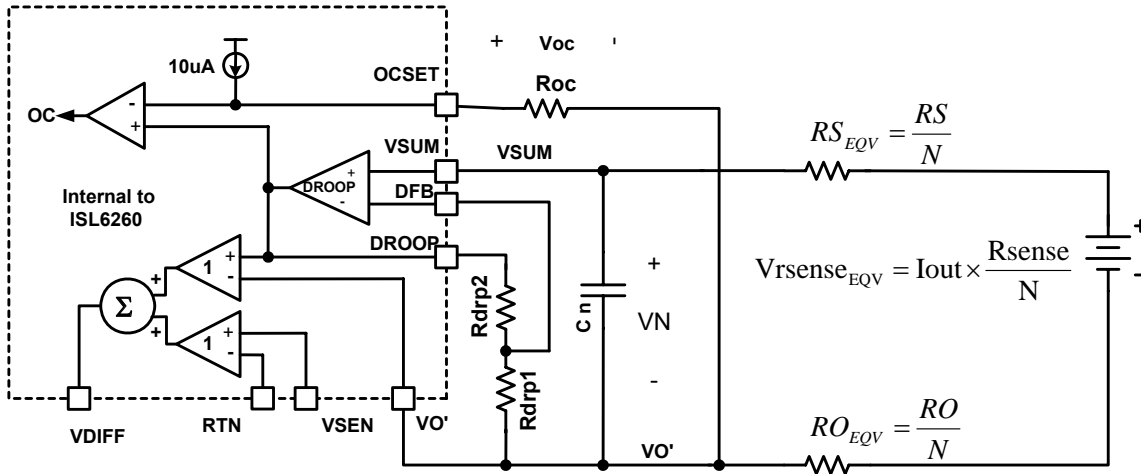 + Voc '
10uA
OCSET
Roc
OC
-
+
RS_EQV = RS/N
VSUM
VSUM
+
DROOP
-
DFB
Internal to
ISL6260
DROOP
+
Vrsense_EQV = Iout × Rsense/N
-
1
+
-
+
Σ
+
1
+
-
Rdrp2
Cn
+
VN
-
Rdrp1
VDIFF
RTN
VSEN
VO'
VO'
RO_EQV = RO/N